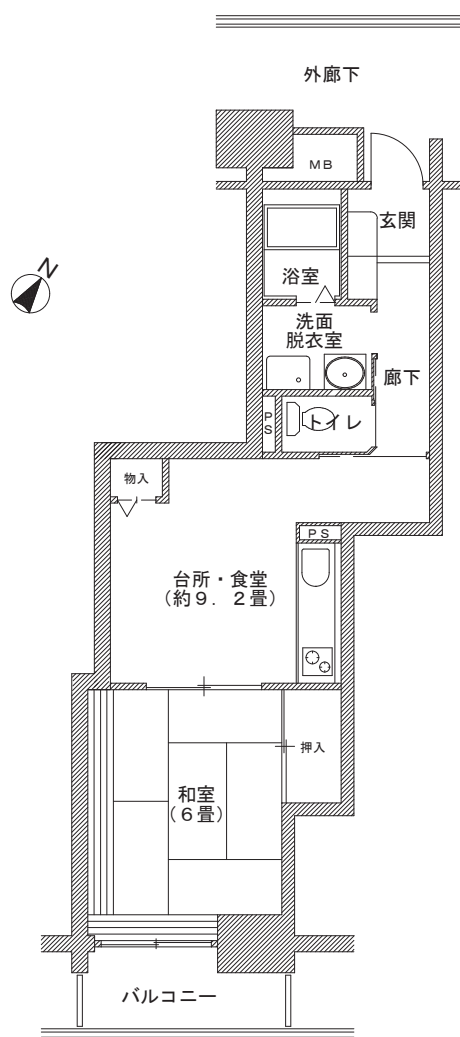 外廊下
MB
玄関
N
浴室
洗面
脱衣室
廊下
PS
トイレ
物入
PS
台所・食堂
(約9.2畳)
押入
和室
(6畳)
バルコニー